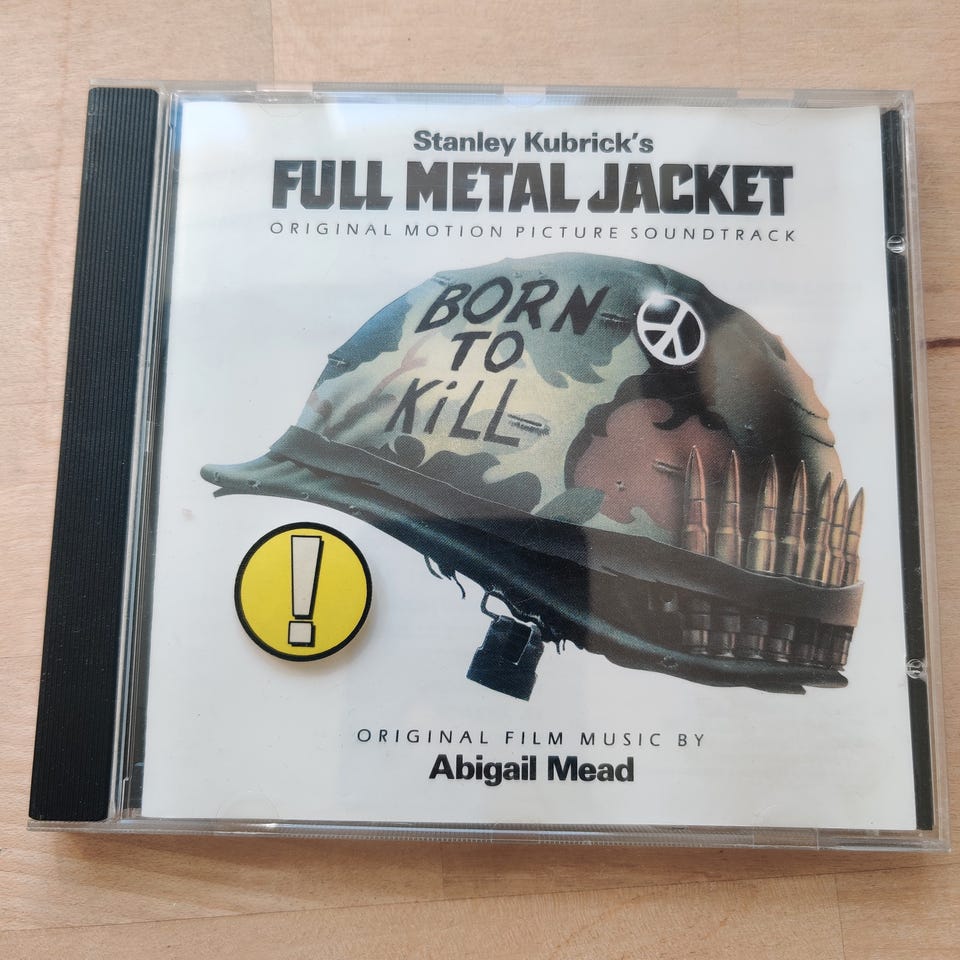 Stanley Kubrick's
FULL METAL JACKET
ORIGINAL MOTION PICTURE SOUNDTRACK
BORN
TO
KiLL
!
ORIGINAL FILM MUSIC BY
Abigail Mead